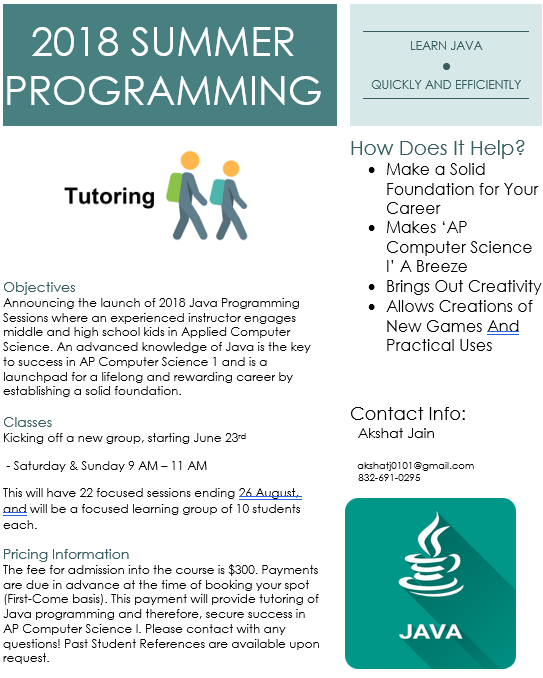 2018 SUMMER
PROGRAMMING
LEARN JAVA
QUICKLY AND EFFICIENTLY
Tutoring
Objectives
Announcing the launch of 2018 Java Programming
Sessions where an experienced instructor engages
middle and high school kids in Applied Computer
Science. An advanced knowledge of Java is the key
to success in AP Computer Science 1 and is a
launchpad for a lifelong and rewarding career by
establishing a solid foundation.
Classes
Kicking off a new group, starting June 23rd
- Saturday & Sunday 9 AM – 11 AM
This will have 22 focused sessions ending 26 August,
and will be a focused learning group of 10 students
each.
Pricing Information
The fee for admission into the course is $300. Payments
are due in advance at the time of booking your spot
(First-Come basis). This payment will provide tutoring of
Java programming and therefore, secure success in
AP Computer Science I. Please contact with any
questions! Past Student References are available upon
request.
How Does It Help?
• Make a Solid
Foundation for Your
Career
• Makes ‘AP
Computer Science
I’ A Breeze
• Brings Out Creativity
• Allows Creations of
New Games And
Practical Uses
Contact Info:
Akshat Jain
akshatj0101@gmail.com
832-691-0295
JAVA